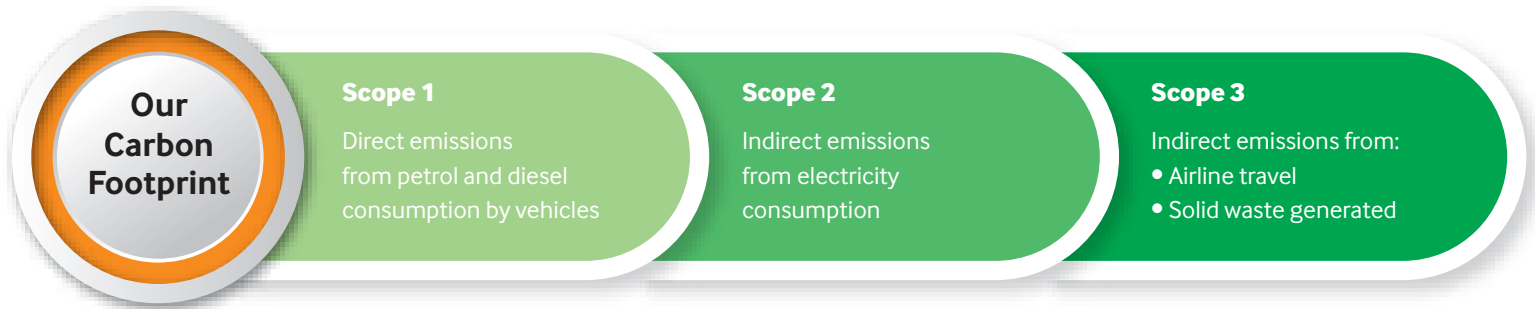 Our
Carbon
Footprint
Scope 1
Direct emissions
from petrol and diesel
consumption by vehicles
Scope 2
Indirect emissions
from electricity
consumption
Scope 3
Indirect emissions from:
• Airline travel
• Solid waste generated